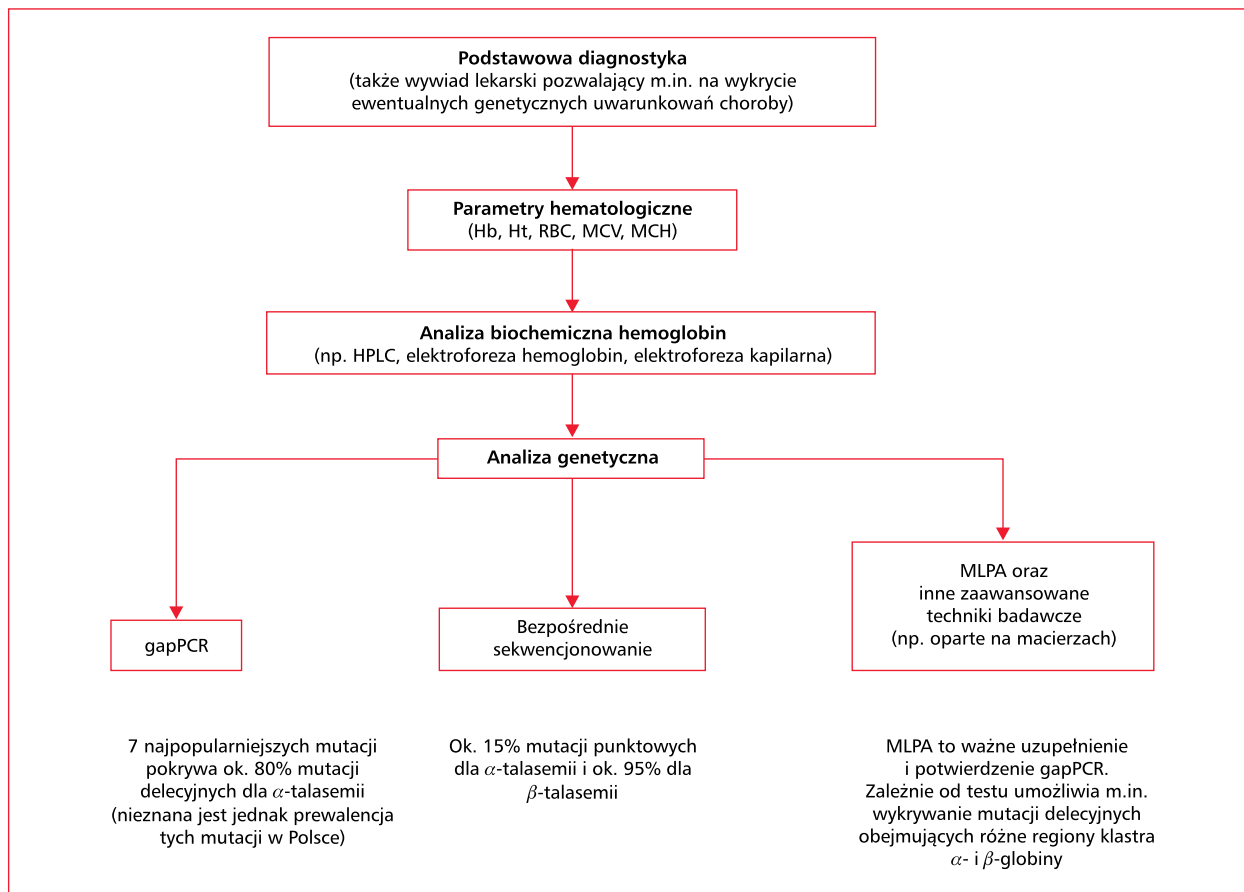 Podstawowa diagnostyka
(także wywiad lekarski pozwalający m.in. na wykrycie
ewentualnych genetycznych uwarunkowań choroby)
Parametry hematologiczne
(Hb, Ht, RBC, MCV, MCH)
Analiza biochemiczna hemoglobin
(np. HPLC, elektroforeza hemoglobin, elektroforeza kapilarna)
Analiza genetyczna
gapPCR
Bezpośrednie
sekwencjonowanie
MLPA oraz
inne zaawansowane
techniki badawcze
(np. oparte na macierzach)
7 najpopularniejszych mutacji
pokrywa ok. 80% mutacji
delecyjnych dla α-talasemii
(nieznana jest jednak prewalencja
tych mutacji w Polsce)
Ok. 15% mutacji punktowych
dla α-talasemii i ok. 95% dla
β-talasemii
MLPA to ważne uzupełnienie
i potwierdzenie gapPCR.
Zależnie od testu umożliwia m.in.
wykrywanie mutacji delecyjnych
obejmujących różne regiony klastra
α- i β-globiny